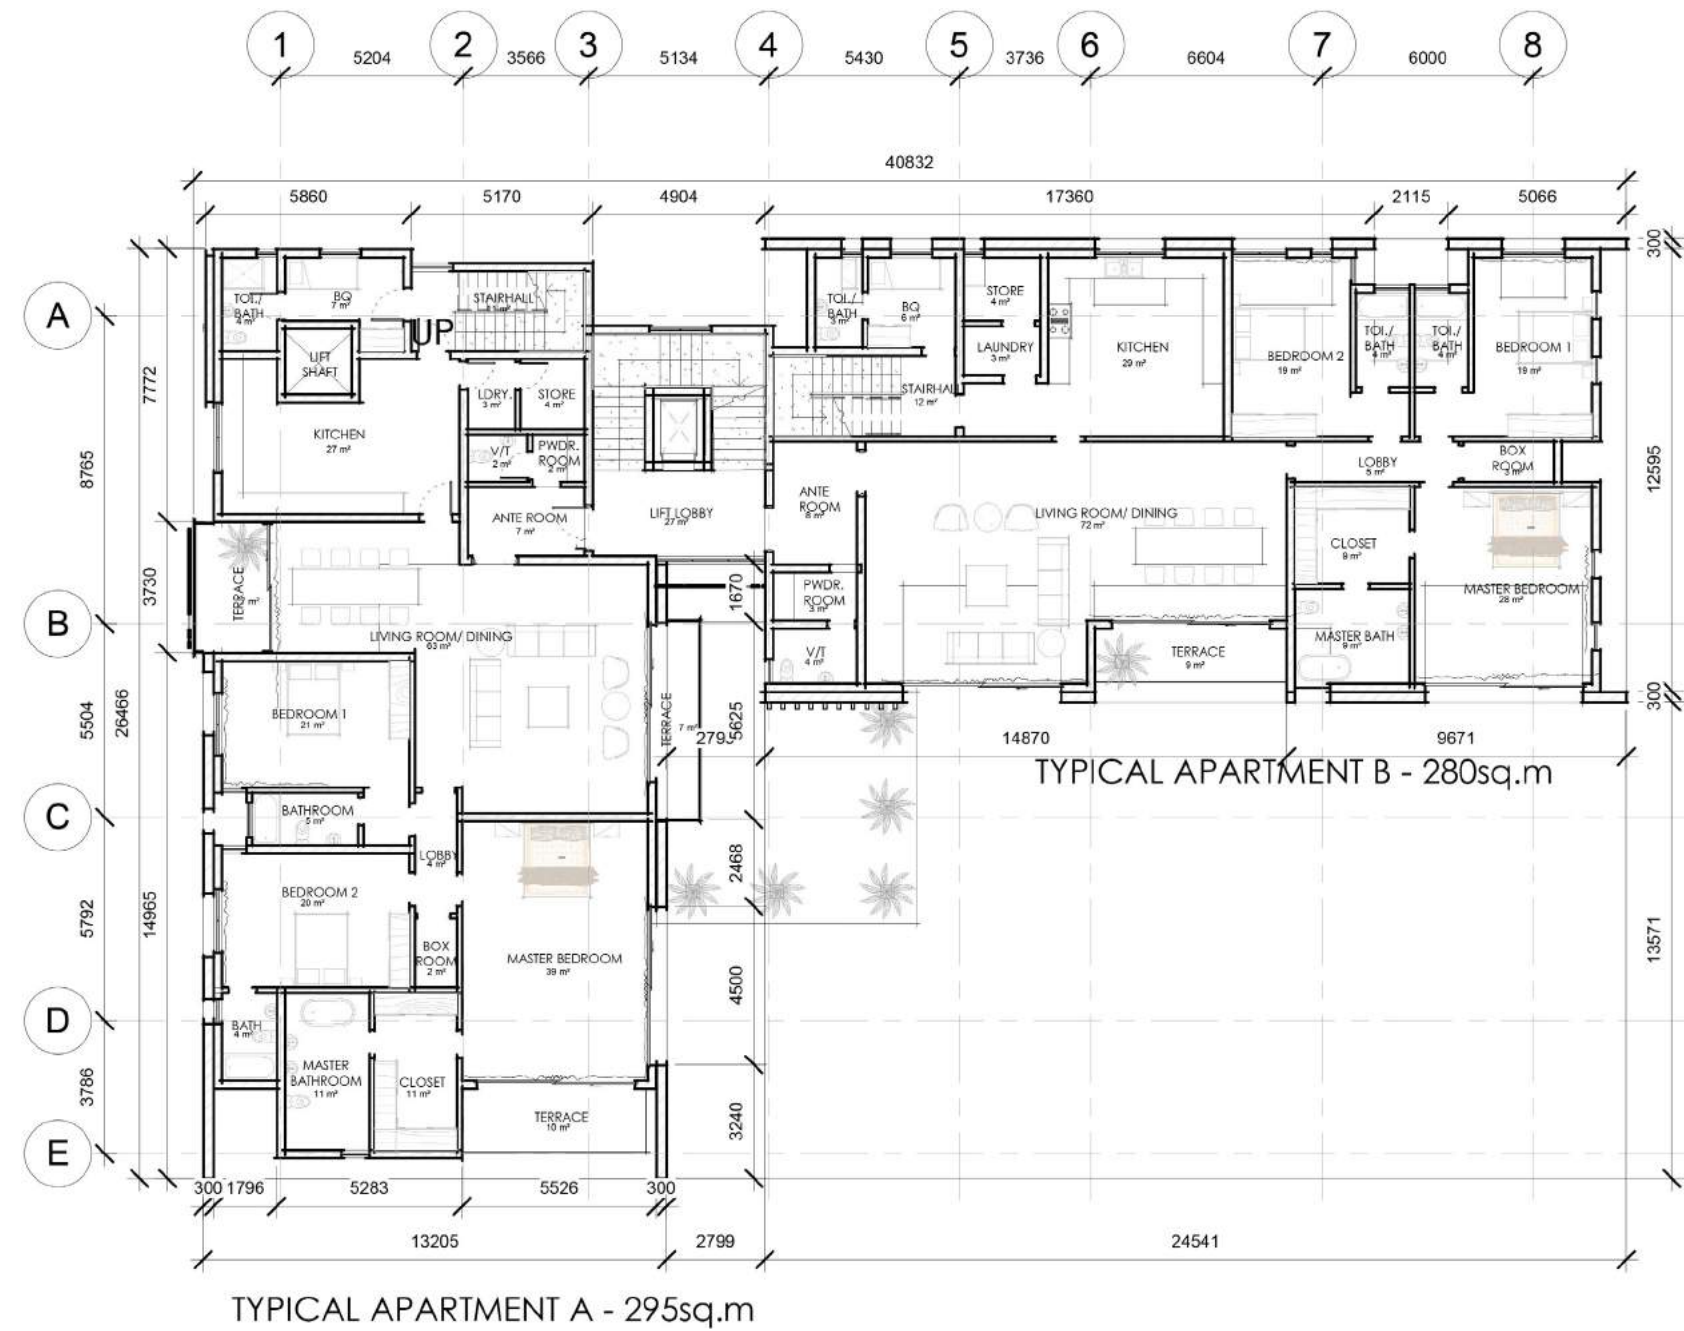 1
2
3
4
5
6
7
8
5204
3566
5134
5430
3736
6604
6000
40832
5860
5170
4904
17360
2115
5066
A
B
C
D
E
8765
5504
5792
3786
26466
7772
3730
14965
300
12595
300
13571
TOI./
BATH
4 m²
BQ
7 m²
STAIRHALL
UP
LIFT
SHAFT
LDRY.
3 m²
STORE
4 m²
KITCHEN
27 m²
V/T
2 m²
PWDR.
ROOM
2 m²
ANTE ROOM
7 m²
LIFT LOBBY
27 m²
TERRACE
LIVING ROOM/ DINING
63 m²
BEDROOM 1
21 m²
TERRACE
7 m²
BATHROOM
5 m²
LOBBY
4 m²
BEDROOM 2
20 m²
BOX
ROOM
2 m²
MASTER BEDROOM
39 m²
BATH
4 m²
MASTER
BATHROOM
11 m²
CLOSET
11 m²
TERRACE
10 m²
TOI./
BATH
3 m²
BQ
6 m²
STORE
4 m²
LAUNDRY
3 m²
KITCHEN
29 m²
STAIRHALL
12 m²
BEDROOM 2
19 m²
TOI./
BATH
4 m²
TOI./
BATH
4 m²
BEDROOM 1
19 m²
LOBBY
5 m²
BOX
ROOM
3 m²
ANTE
ROOM
8 m²
LIVING ROOM/ DINING
72 m²
CLOSET
9 m²
MASTER BEDROOM
28 m²
PWDR.
ROOM
3 m²
MASTER BATH
9 m²
V/T
4 m²
TERRACE
9 m²
1670
5625
2795
2468
4500
3240
14870
9671
TYPICAL APARTMENT B - 280sq.m
300
1796
5283
5526
300
13205
2799
24541
TYPICAL APARTMENT A - 295sq.m